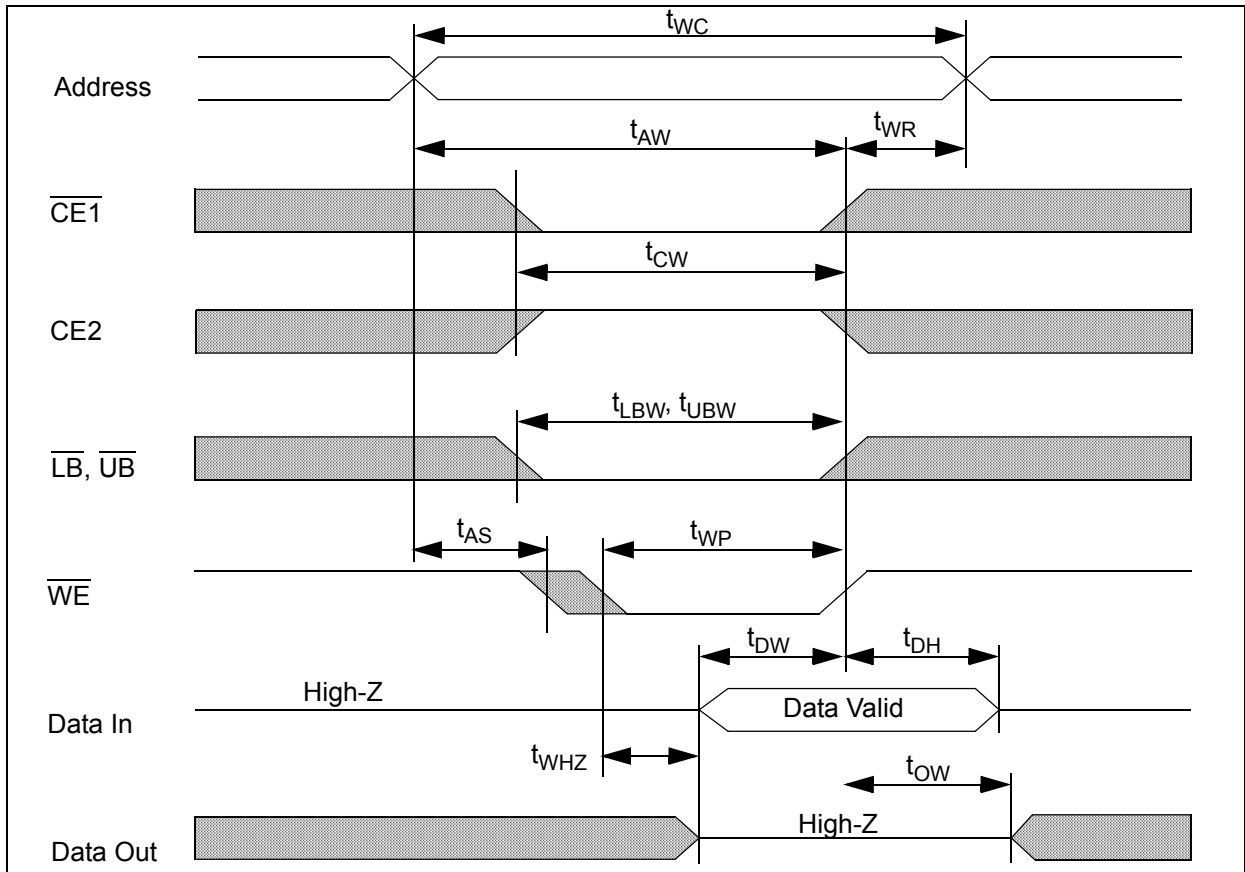 tWC
Address
tAW
tWR
CE1
tCW
CE2
tLBW, tUBW
LB, UB
tAS
tWP
WE
tDW
tDH
High-Z
Data Valid
Data In
tWHZ
tOW
High-Z
Data Out